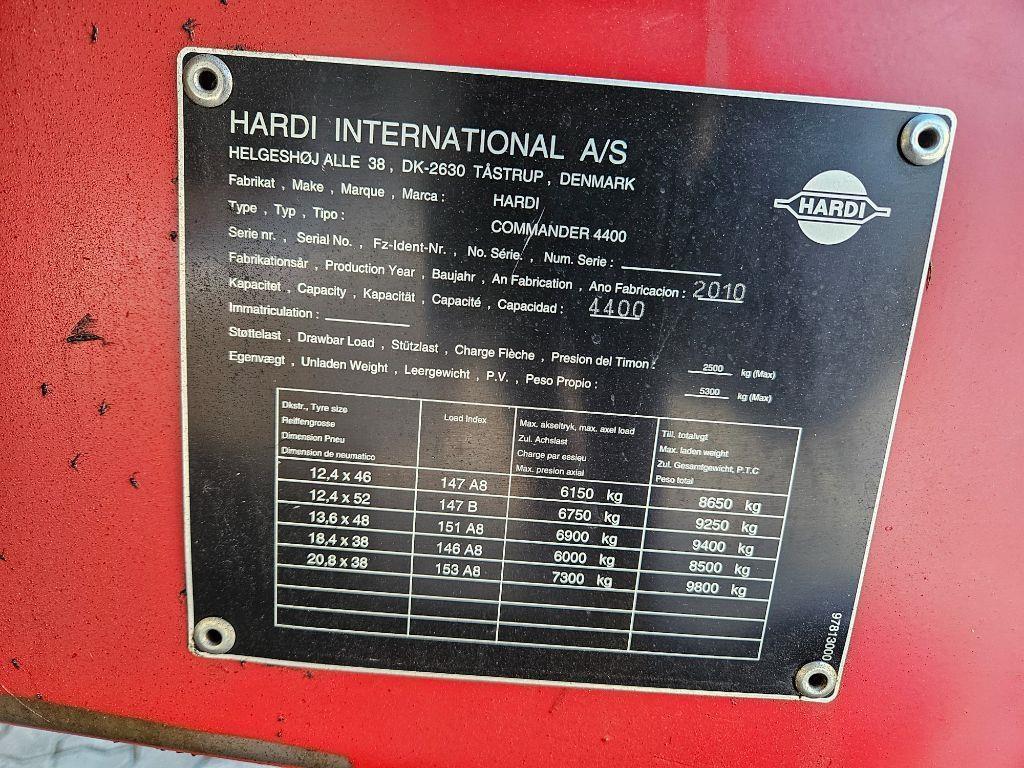 HARDI INTERNATIONAL A/S
HELGESHØJ ALLE 38, DK-2630 TÅSTRUP, DENMARK
HARDI
Fabrikat, Make, Marque, Marca: HARDI
Type, Typ, Tipo: COMMANDER 4400
Serie nr., Serial No., Fz-Ident-Nr., No. Série., Num. Serie:
Fabrikationsår, Production Year, Baujahr, An Fabrication, Ano Fabricacion: 2010
Kapacitet, Capacity, Kapacität, Capacité, Capacidad: 4400
Immatriculation:
Støttelast, Drawbar Load, Stützlast, Charge Flèche, Presion del Timon: 2500 kg (Max)
Egenvægt, Unladen Weight, Leergewicht, P.V., Peso Propio: 5300 kg (Max)
Dkstr., Tyre size
Reiffengrosse
Dimension Pneu
Dimension de neumatico
Load Index
Max. akseltryk, max. axel load
Zul. Achslast
Charge par essieu
Max. presion axial
Till. totalvgt
Max. laden weight
Zul. Gesamtgewicht, P.T.C
Peso total
12,4 x 46 147 A8 6150 kg 8650 kg
12,4 x 52 147 B 6750 kg 9250 kg
13,6 x 48 151 A8 6900 kg 9400 kg
18,4 x 38 146 A8 6000 kg 8500 kg
20,8 x 38 153 A8 7300 kg 9800 kg
97813000